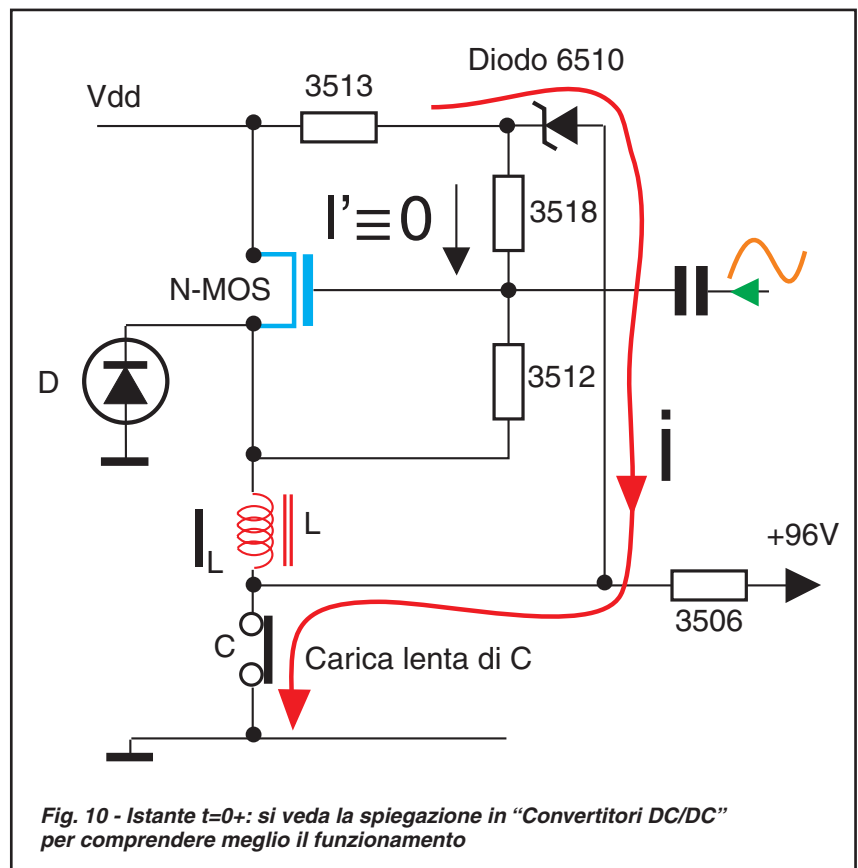 Diodo 6510
3513
Vdd
I'≡0
3518
N-MOS
3512
D
i
L
I L
+96V
3506
C
Carica lenta di C
Fig. 10 - Istante t=0+: si veda la spiegazione in “Convertitori DC/DC”
per comprendere meglio il funzionamento